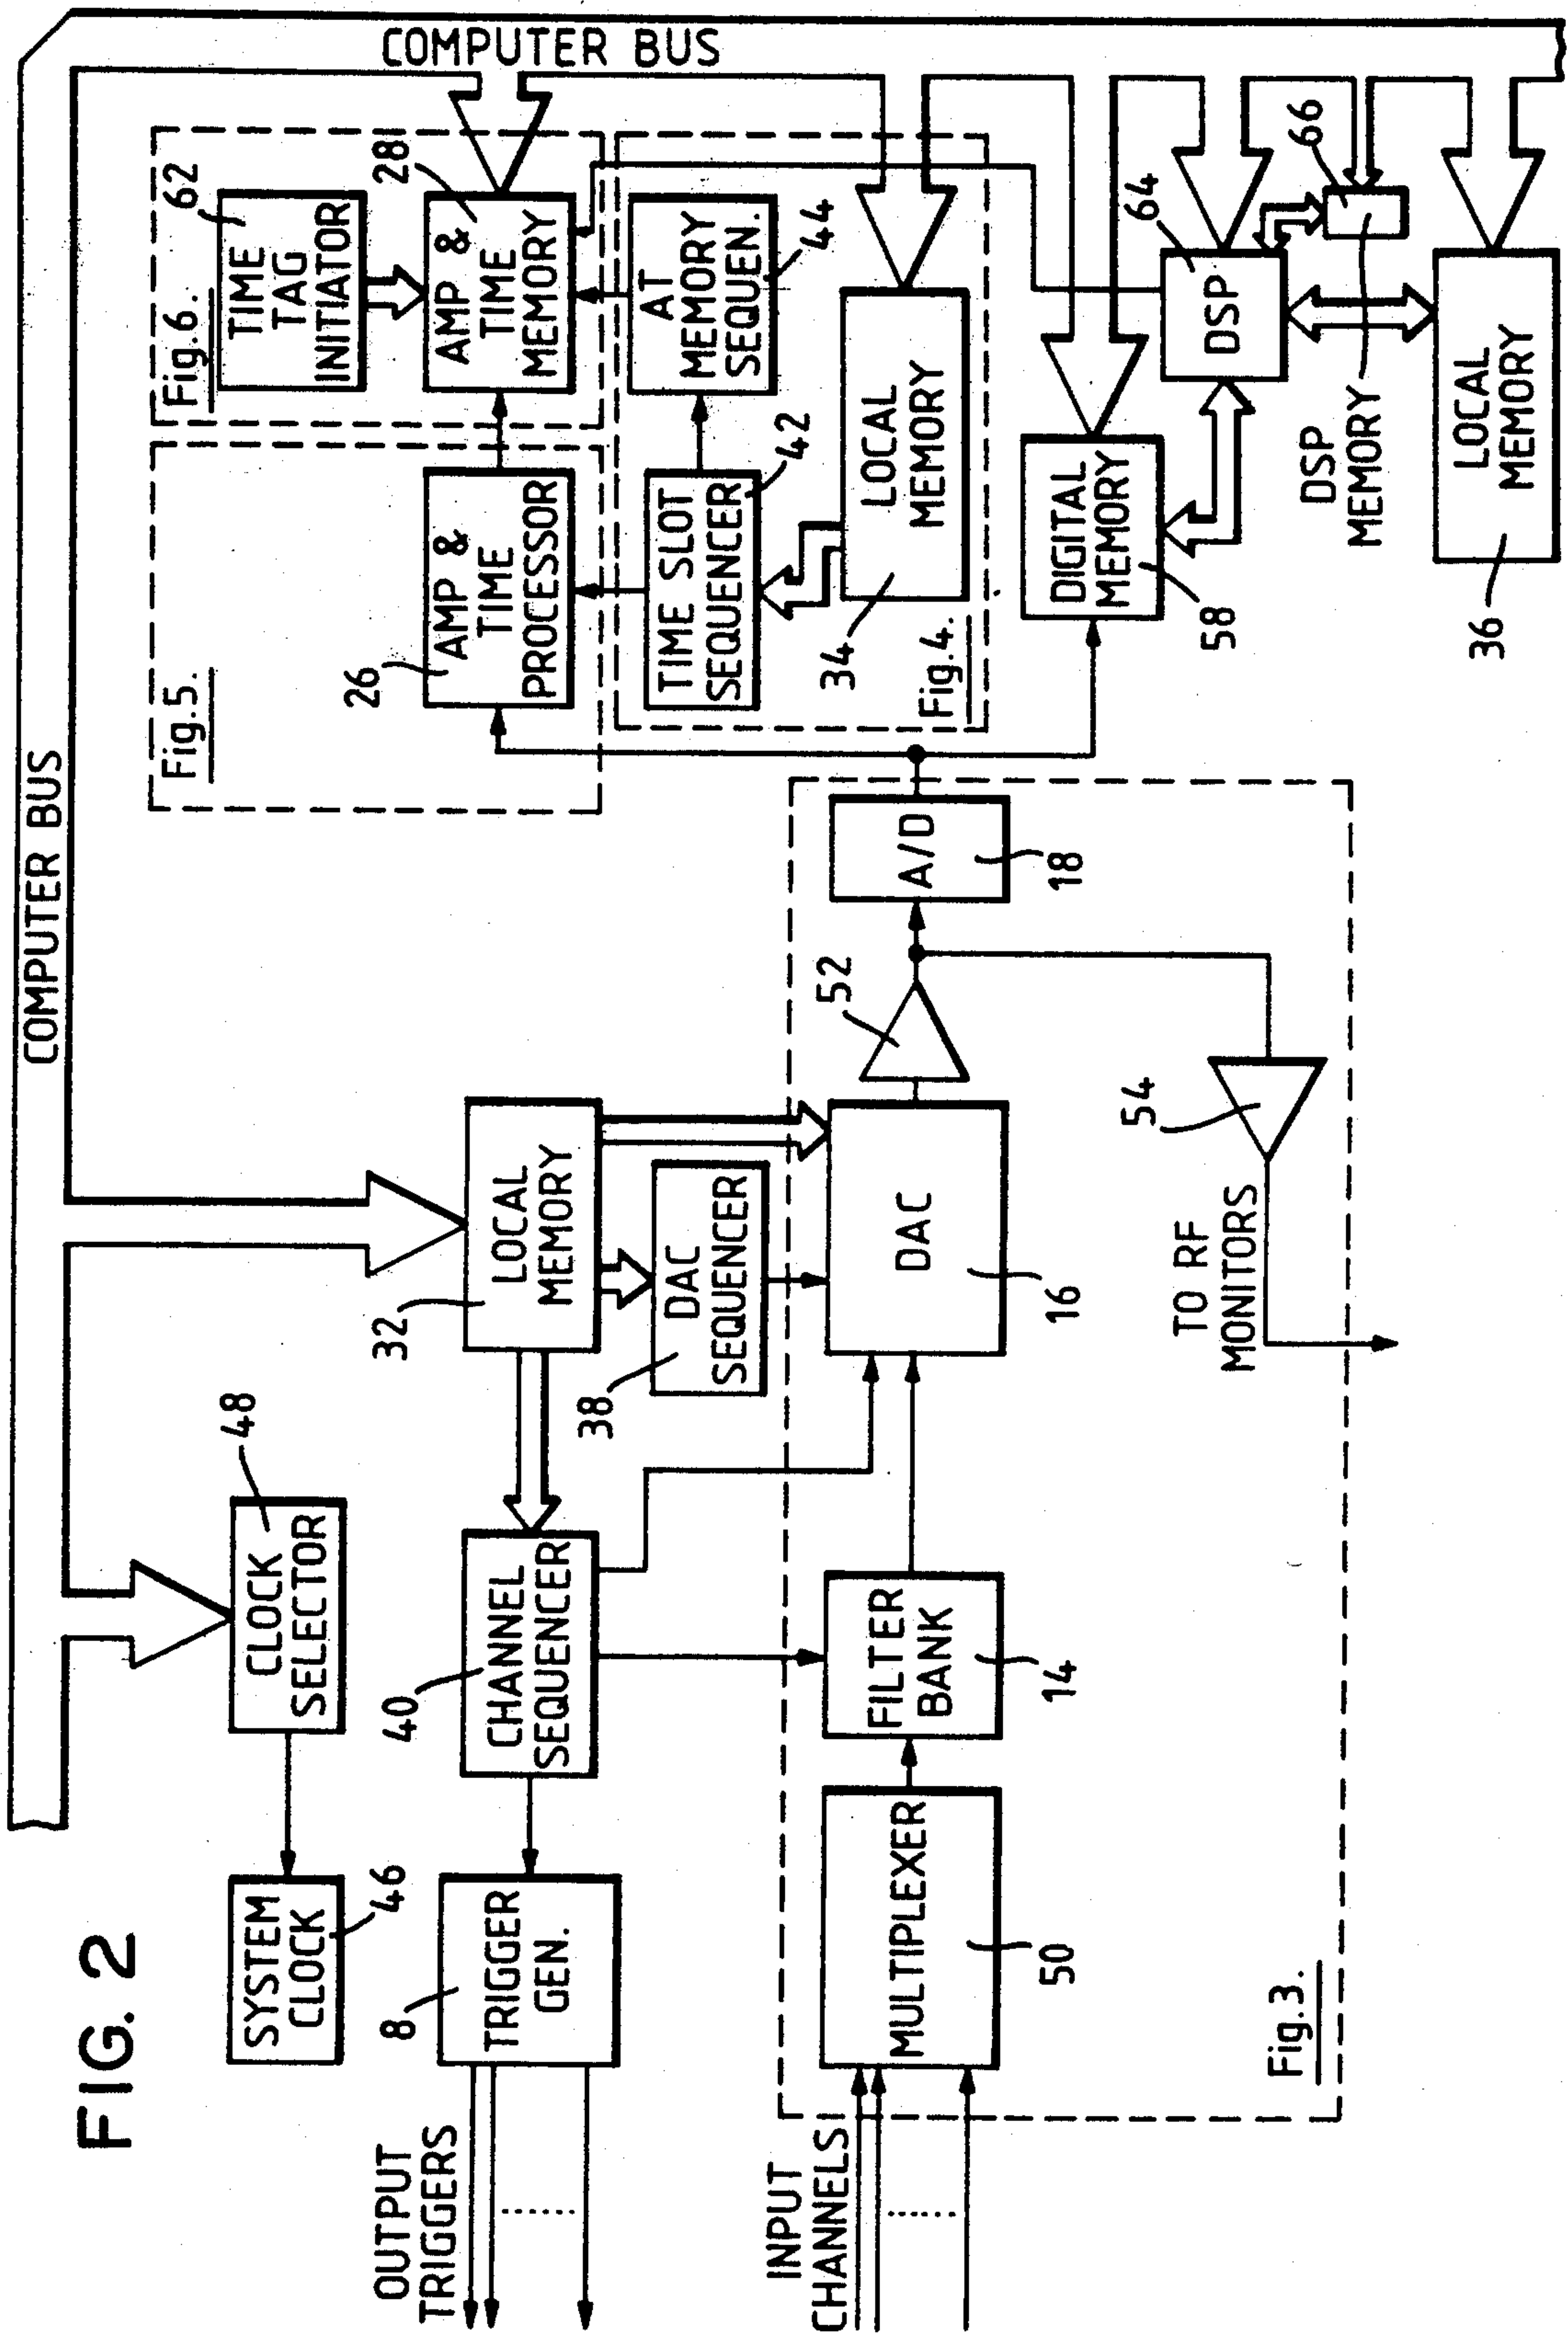 FIG. 2
COMPUTER BUS
COMPUTER BUS
SYSTEM
CLOCK
46
CLOCK
SELECTOR
48
Fig.5.
Fig.6.
TIME
TAG
INITIATOR
62
OUTPUT
TRIGGERS
8
TRIGGER
GEN.
40
CHANNEL
SEQUENCER
32
LOCAL
MEMORY
26
AMP &
TIME
PROCESSOR
AMP &
TIME
MEMORY
28
38
DAC
SEQUENCER
TIME SLOT
SEQUENCER
42
AT
MEMORY
SEQUEN.
44
INPUT
CHANNELS
MULTIPLEXER
50
FILTER
BANK
14
DAC
16
52
A/D
18
34
LOCAL
MEMORY
Fig.4.
DIGITAL
MEMORY
58
DSP
64
66
DSP
MEMORY
54
TO RF
MONITORS
Fig.3.
LOCAL
MEMORY
36